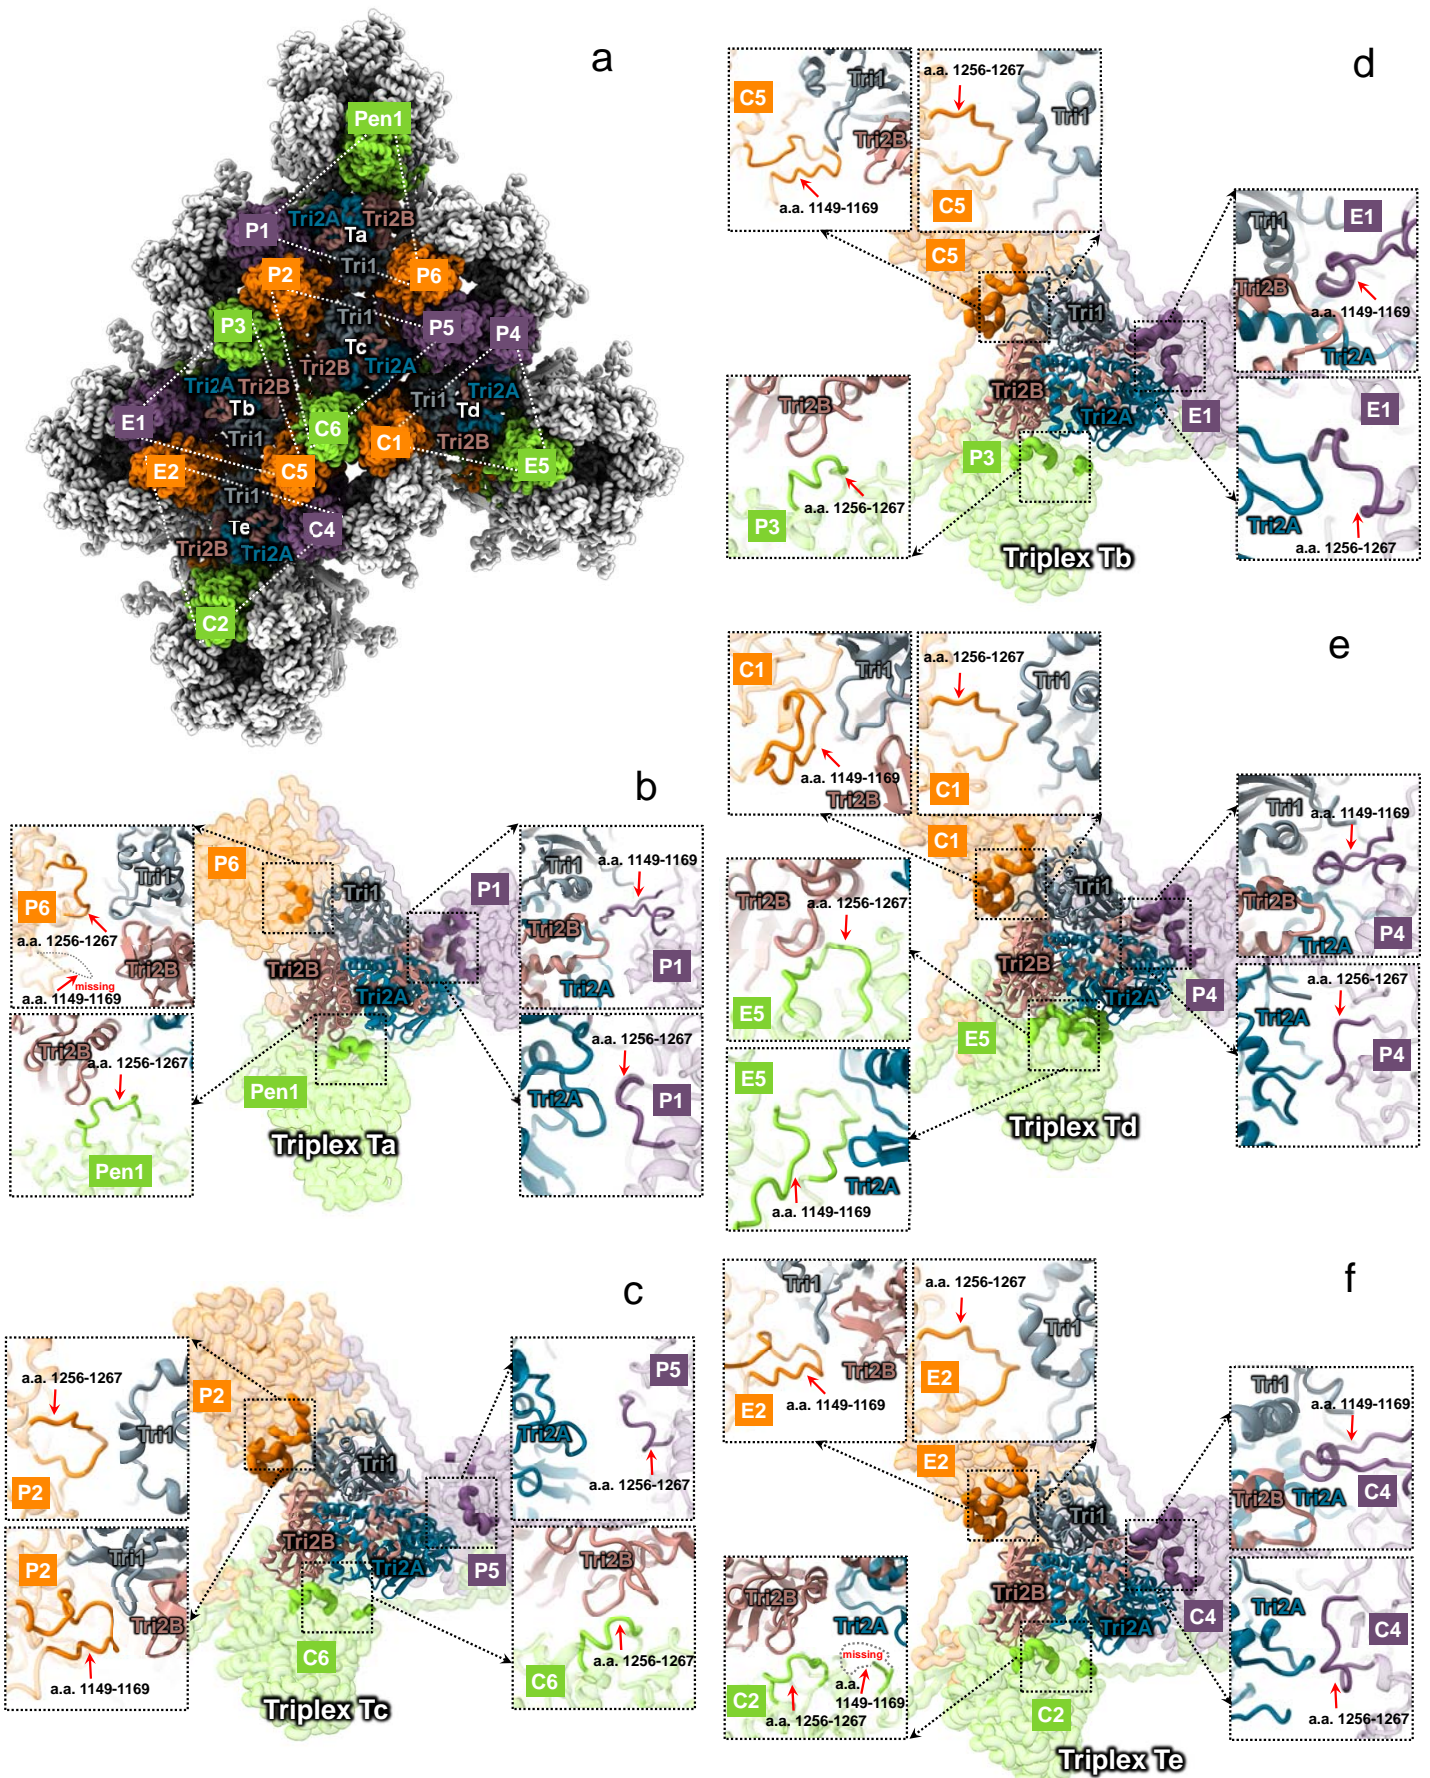 a
Pen1
Tri2A
Tri2B
P1
Ta
Tri1
P2
P6
Tri1
P3
P5
P4
Tc
Tri2B
Tri2A
Tri2A
Tri2B
Tri1
Tri2A
Tb
Td
E1
Tri1
C6
C1
Tri2B
E2
C5
E5
Tri1
Te
C4
Tri2B
Tri2A
C2
b
P6
Tri1
a.a. 1256-1267
Tri2B
missing
a.a. 1149-1169
Tri2B
a.a. 1256-1267
Pen1
P6
Tri1
P1
Tri2B
Tri2A
Pen1
Triplex Ta
Tri1
a.a. 1149-1169
Tri2B
P1
Tri2A
a.a. 1256-1267
Tri2A
P1
c
a.a. 1256-1267
Tri1
P2
P2
Tri1
Tri2B
a.a. 1149-1169
P2
Tri1
Tri2B
Tri2A
P5
C6
Triplex Tc
P5
Tri2A
a.a. 1256-1267
Tri2B
a.a. 1256-1267
C6
d
C5
Tri1
Tri2B
a.a. 1149-1169
a.a. 1256-1267
Tri1
C5
C5
Tri1
Tri2B
Tri2A
E1
P3
Triplex Tb
Tri2B
a.a. 1256-1267
P3
Tri1
E1
Tri2B
a.a. 1149-1169
Tri2A
E1
Tri2A
a.a. 1256-1267
e
C1
Tri1
a.a. 1149-1169
Tri2B
a.a. 1256-1267
Tri1
C1
C1
Tri1
Tri2B
Tri2A
P4
E5
Triplex Td
Tri2B
a.a. 1256-1267
E5
E5
Tri2A
a.a. 1149-1169
Tri1
a.a. 1149-1169
Tri2B
Tri2A
P4
a.a. 1256-1267
Tri2A
P4
f
Tri1
Tri2B
E2
a.a. 1149-1169
a.a. 1256-1267
Tri1
E2
E2
Tri1
Tri2B
Tri2A
C4
C2
Triplex Te
Tri2B
Tri2A
missing
a.a.
1149-1169
C2
a.a. 1256-1267
Tri1
a.a. 1149-1169
Tri2B
Tri2A
C4
Tri2A
C4
a.a. 1256-1267